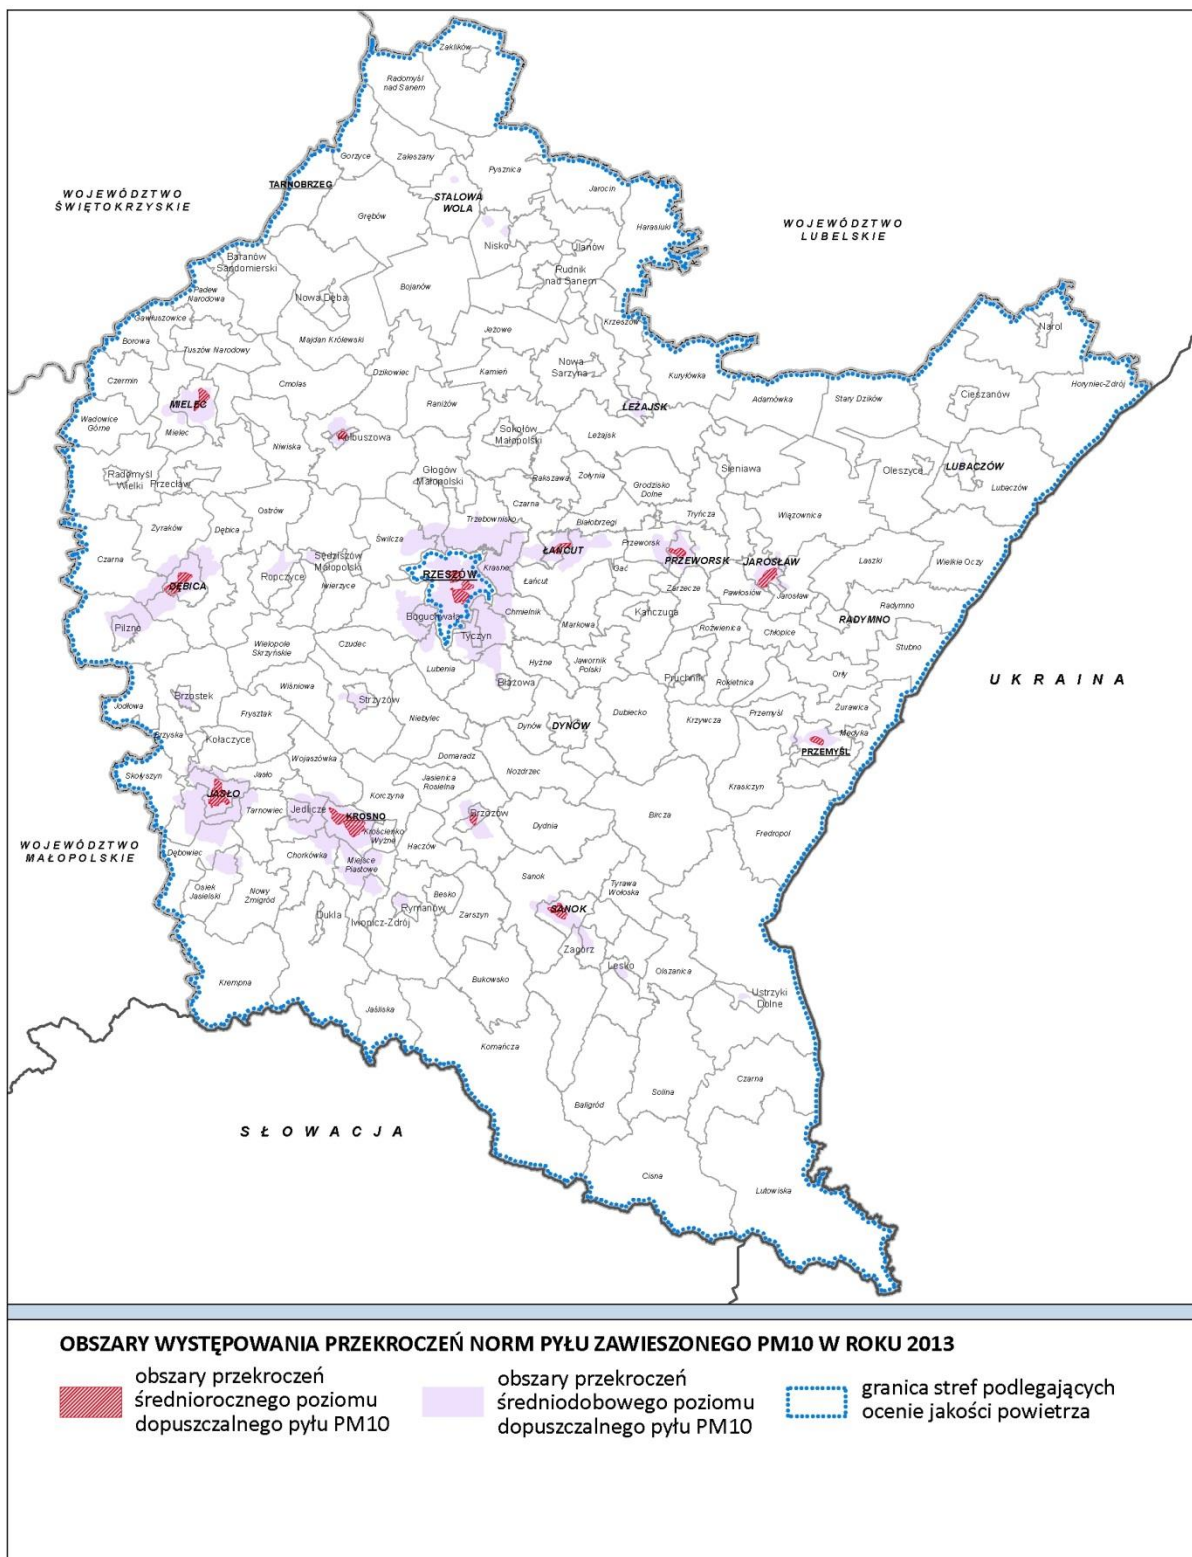 Zaklików
Radomyśl
nad Sanem
Gorzyce
Zaleszany
Pysznica
TARNOBRZEG
STALOWA
WOLA
Jarocin
WOJEWÓDZTWO
ŚWIĘTOKRZYSKIE
Grębów
Harasiuki
WOJEWÓDZTWO
LUBELSKIE
Nisko
Ulanów
Baranów
Sandomierski
Rudnik
nad Sanem
Padew
Narodowa
Nowa Dęba
Bojanów
Gawłuszowice
Krzeszów
Narol
Borowa
Majdan Królewski
Jeżowe
Tuszów Narodowy
Nowa
Sarzyna
Dzikowiec
Kamień
Kuryłówka
Czermin
Cmolas
Adamówka
Stary Dzików
Cieszanów
Horyniec-Zdrój
MIELEC
Raniżów
LEŻAJSK
Wadowice
Górne
Mielec
Kolbuszowa
Sokołów
Małopolski
Leżajsk
Niwiska
Radomyśl
Wielki
Przecław
Głogów
Małopolski
Rakszawa
Żołynia
Grodzisko
Dolne
Sieniawa
Oleszyce
LUBACZÓW
Lubaczów
Ostrów
Czarna
Trzebownisko
Białobrzegi
Tryńcza
Wiązownica
Żyraków
Dębica
Świlcza
Czarna
Sędziszów
Małopolski
ŁAŃCUT
Przeworsk
PRZEWORSK
JAROSŁAW
Laszki
Wielkie Oczy
Ropczyce
RZESZÓW
Krasne
Gać
DĘBICA
Iwierzyce
Łańcut
Zarzecze
Pawłosiów
Jarosław
Radymno
Pilzno
Boguchwała
Chmielnik
Markowa
Kańczuga
Roźwienica
Chłopice
RADYMNO
Tyczyn
Stubno
Wielopole
Skrzyńskie
Czudec
Lubenia
Hyżne
Jawornik
Polski
Pruchnik
Rokietnica
Orły
UKRAINA
Błażowa
Wiśniowa
Brzostek
Strzyżów
Jodłowa
Frysztak
Niebylec
Dynów
DYNÓW
Dubiecko
Krzywcza
Przemyśl
Żurawica
Medyka
Brzyska
Kołaczyce
PRZEMYŚL
Wojaszówka
Domaradz
Skołyszyn
Jasło
Jasienica
Rosielna
Nozdrzec
Krasiczyn
JASŁO
Korczyna
Tarnowiec
Jedlicze
KROSNO
Brzozów
Bircza
Dydnia
Krościenko
Wyżne
Fredropol
WOJEWÓDZTWO
MAŁOPOLSKIE
Dębowiec
Haczów
Chorkówka
Miejsce
Piastowe
Sanok
Osiek
Jasielski
Nowy
Żmigród
Besko
Tyrawa
Wołoska
Rymanów
Zarszyn
SANOK
Dukla
Iwonicz-Zdrój
Zagórz
Lesko
Olszanica
Krempna
Bukowsko
Ustrzyki
Dolne
Jaśliska
Komańcza
Czarna
Solina
Baligród
SŁOWACJA
Cisna
Lutowiska
OBSZARY WYSTĘPOWANIA PRZEKROCZEŃ NORM PYŁU ZAWIESZONEGO PM10 W ROKU 2013
obszary przekroczeń
średniorocznego poziomu
dopuszczalnego pyłu PM10
obszary przekroczeń
średniodobowego poziomu
dopuszczalnego pyłu PM10
granica stref podlegających
ocenie jakości powietrza